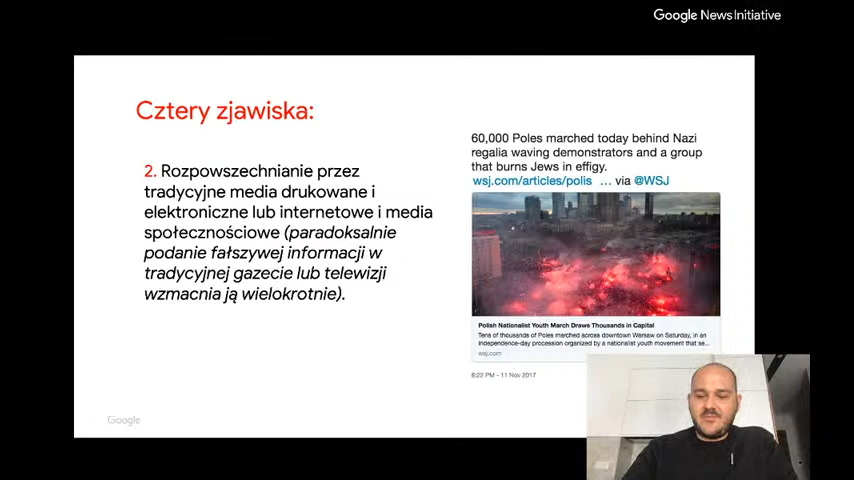 Google News Initiative
Cztery zjawiska:
2. Rozpowszechnianie przez
tradycyjne media drukowane i
elektroniczne lub internetowe i media
społecznościowe (paradoksalnie
podanie fałszywej informacji w
tradycyjnej gazecie lub telewizji
wzmacnia ją wielokrotnie).
60,000 Poles marched today behind Nazi
regalia waving demonstrators and a group
that burns Jews in effigy.
wsj.com/articles/polis ... via @WSJ
Polish Nationalist Youth March Draws Thousands in Capital
Tens of thousands of Poles marched across downtown Warsaw on Saturday, in an
independence-day procession organized by a nationalist youth movement that se...
wsj.com
8:22 PM - 11 Nov 2017
Google